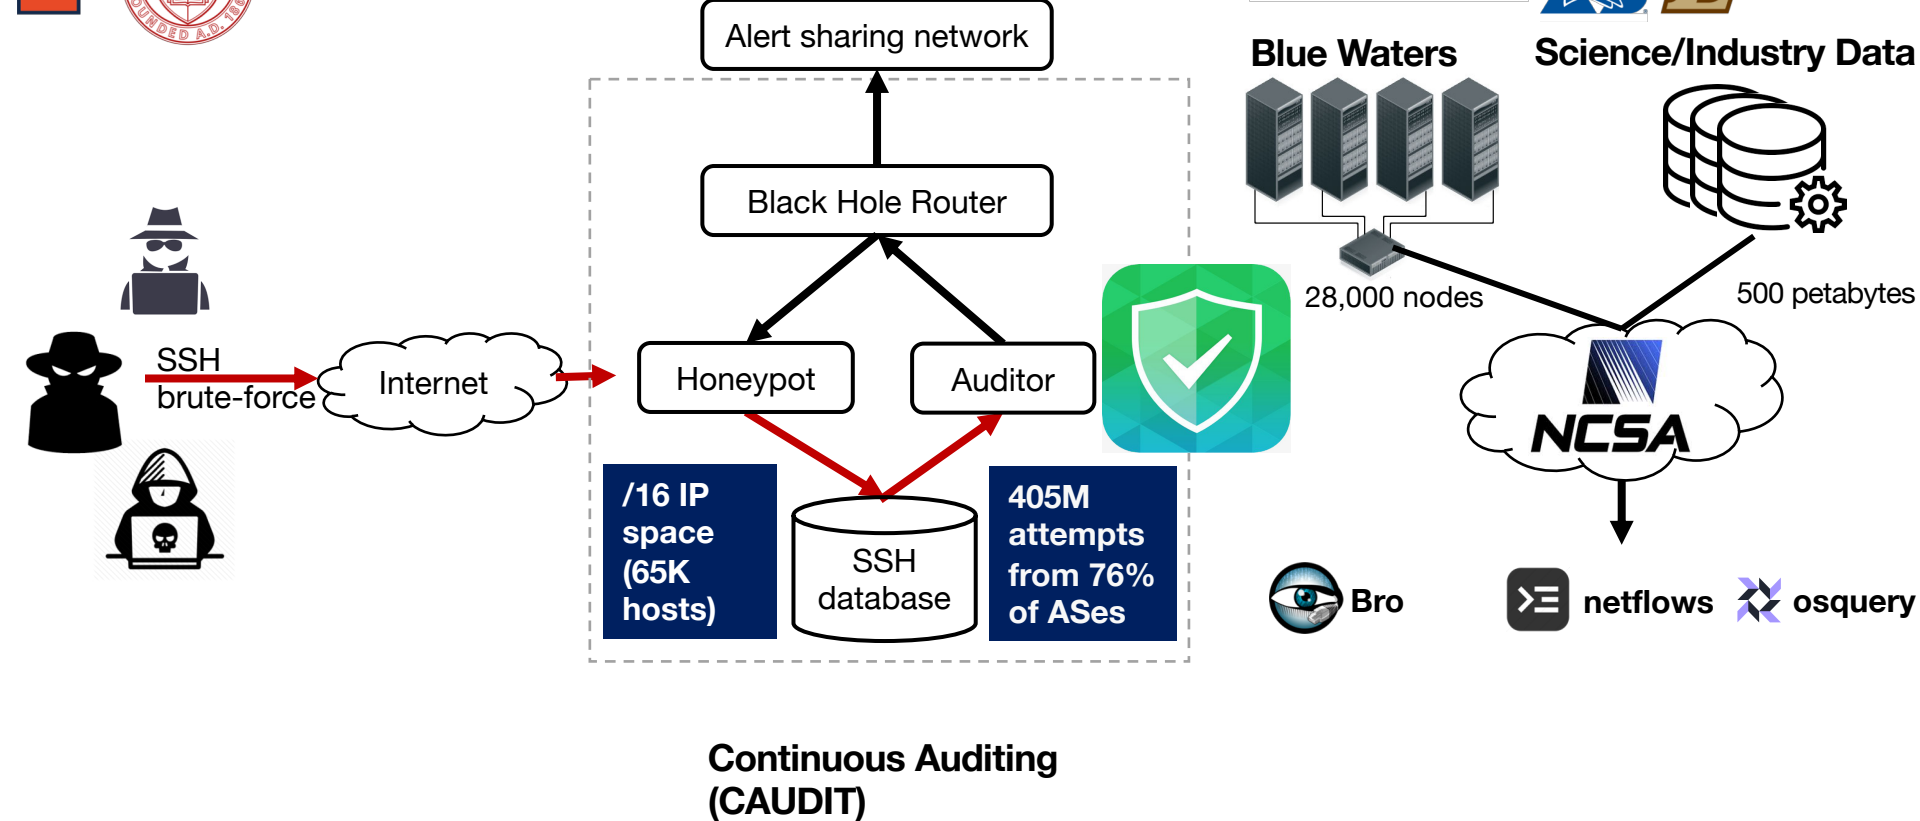 FOUNDED A.D. 186
Alert sharing network
Blue Waters
Science/Industry Data
Black Hole Router
28,000 nodes
500 petabytes
SSH
brute-force
Internet
Honeypot
Auditor
NCSA
/16 IP
space
(65K
hosts)
SSH
database
405M
attempts
from 76%
of ASes
Bro
netflows
osquery
Continuous Auditing
(CAUDIT)